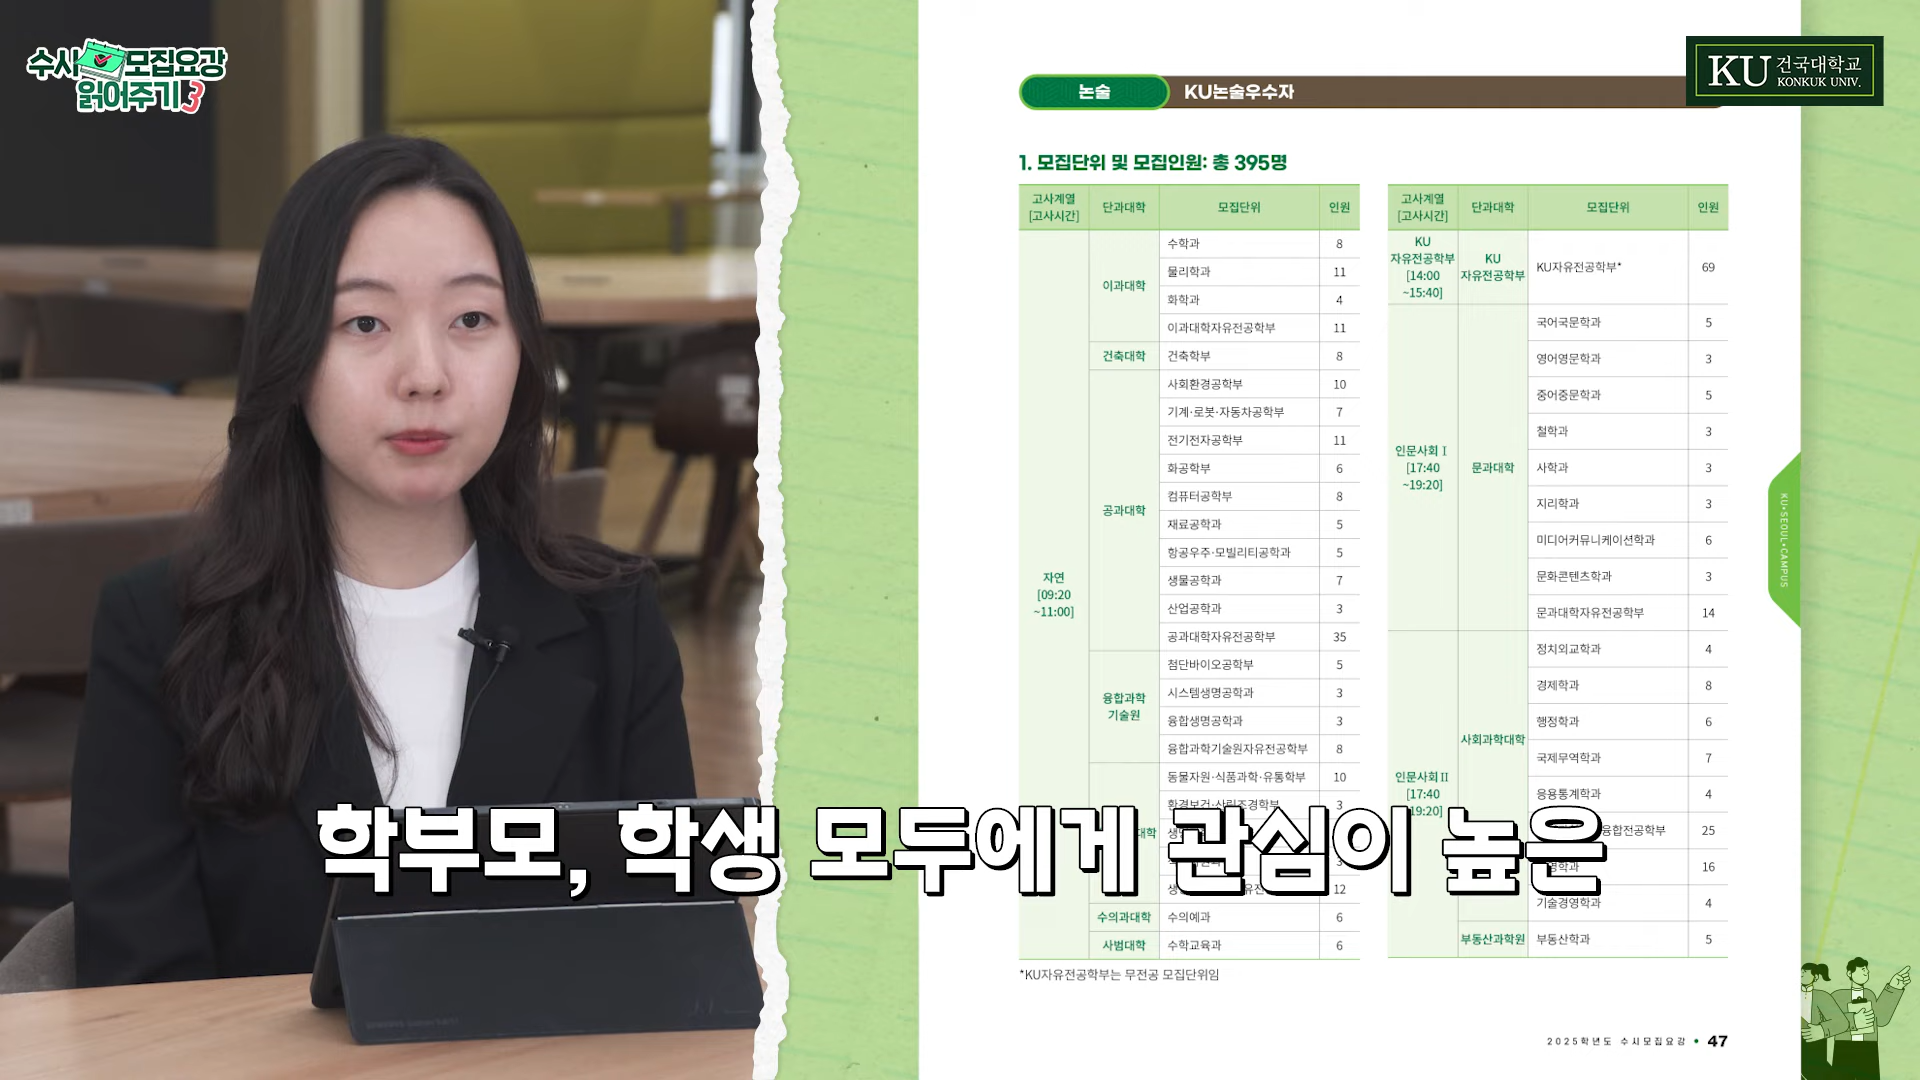 수시 모집요강
읽어주기3
KU 건국대학교
KONKUK UNIV.
논술 KU논술우수자
1. 모집단위 및 모집인원: 총 395명
고사계열 [고사시간] 단과대학 모집단위 인원
자연 [09:20 ~11:00]
이과대학
수학과 8
물리학과 11
화학과 4
이과대학자유전공학부 11
건축대학 건축학부 8
공과대학
사회환경공학부 10
기계·로봇·자동차공학부 7
전기전자공학부 11
화공학부 6
컴퓨터공학부 8
재료공학과 5
항공우주·모빌리티공학과 5
생물공학과 7
산업공학과 3
공과대학자유전공학부 35
융합과학기술원
첨단바이오공학부 5
시스템생명공학과 3
융합생명공학과 3
융합과학기술원자유전공학부 8
동물자원·식품과학·유통학부 10
환경보건·산림조경학부 3
12
수의과대학 수의예과 6
사범대학 수학교육과 6
*KU자유전공학부는 무전공 모집단위임
고사계열 [고사시간] 단과대학 모집단위 인원
KU 자유전공학부 [14:00 ~15:40] KU 자유전공학부 KU자유전공학부* 69
인문사회Ⅰ [17:40 ~19:20]
문과대학
국어국문학과 5
영어영문학과 3
중어중문학과 5
철학과 3
사학과 3
지리학과 3
미디어커뮤니케이션학과 6
문화콘텐츠학과 3
문과대학자유전공학부 14
인문사회Ⅱ [17:40
19:20]
사회과학대학
정치외교학과 4
경제학과 8
행정학과 6
국제무역학과 7
응용통계학과 4
융합전공학부 25
16
기술경영학과 4
부동산과학원 부동산학과 5
KU•SEOUL•CAMPUS
학부모, 학생 모두에게 관심이 높은
2025학년도 수시모집요강 • 47